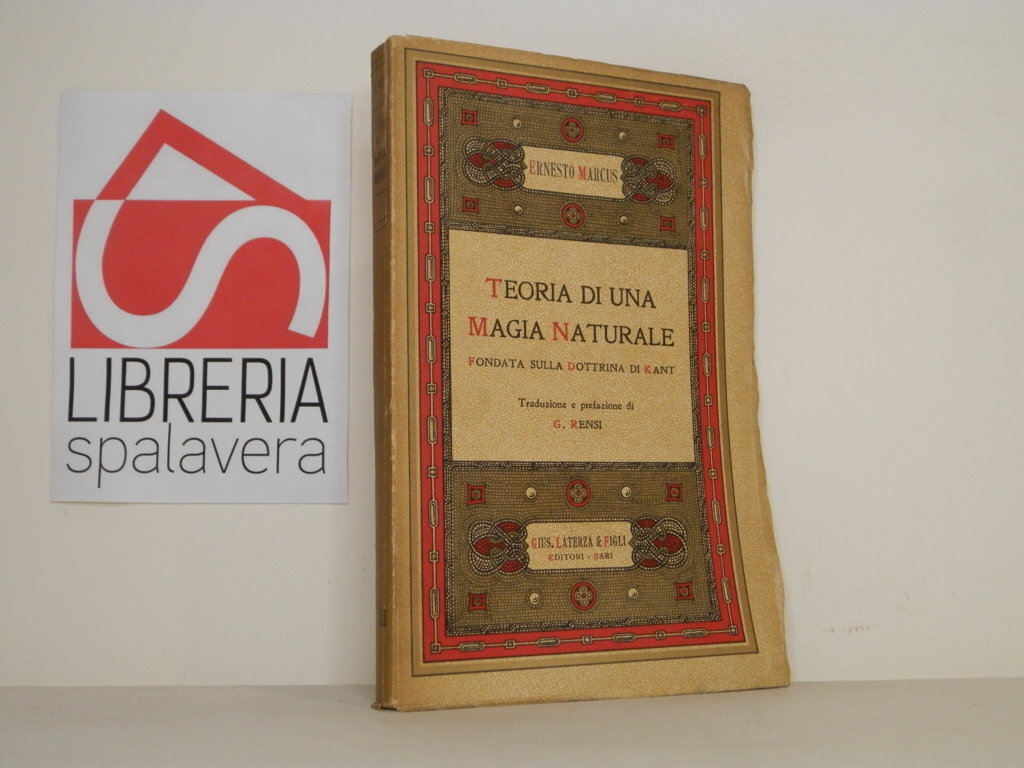 LIBRERIA
spalavera
ERNESTO MARCUS
TEORIA DI UNA
MAGIA NATURALE
FONDATA SULLA DOTTRINA DI KANT
Traduzione e prefazione di
G. RENSI
GIUS. LATERZA & FIGLI
EDITORI - BARI